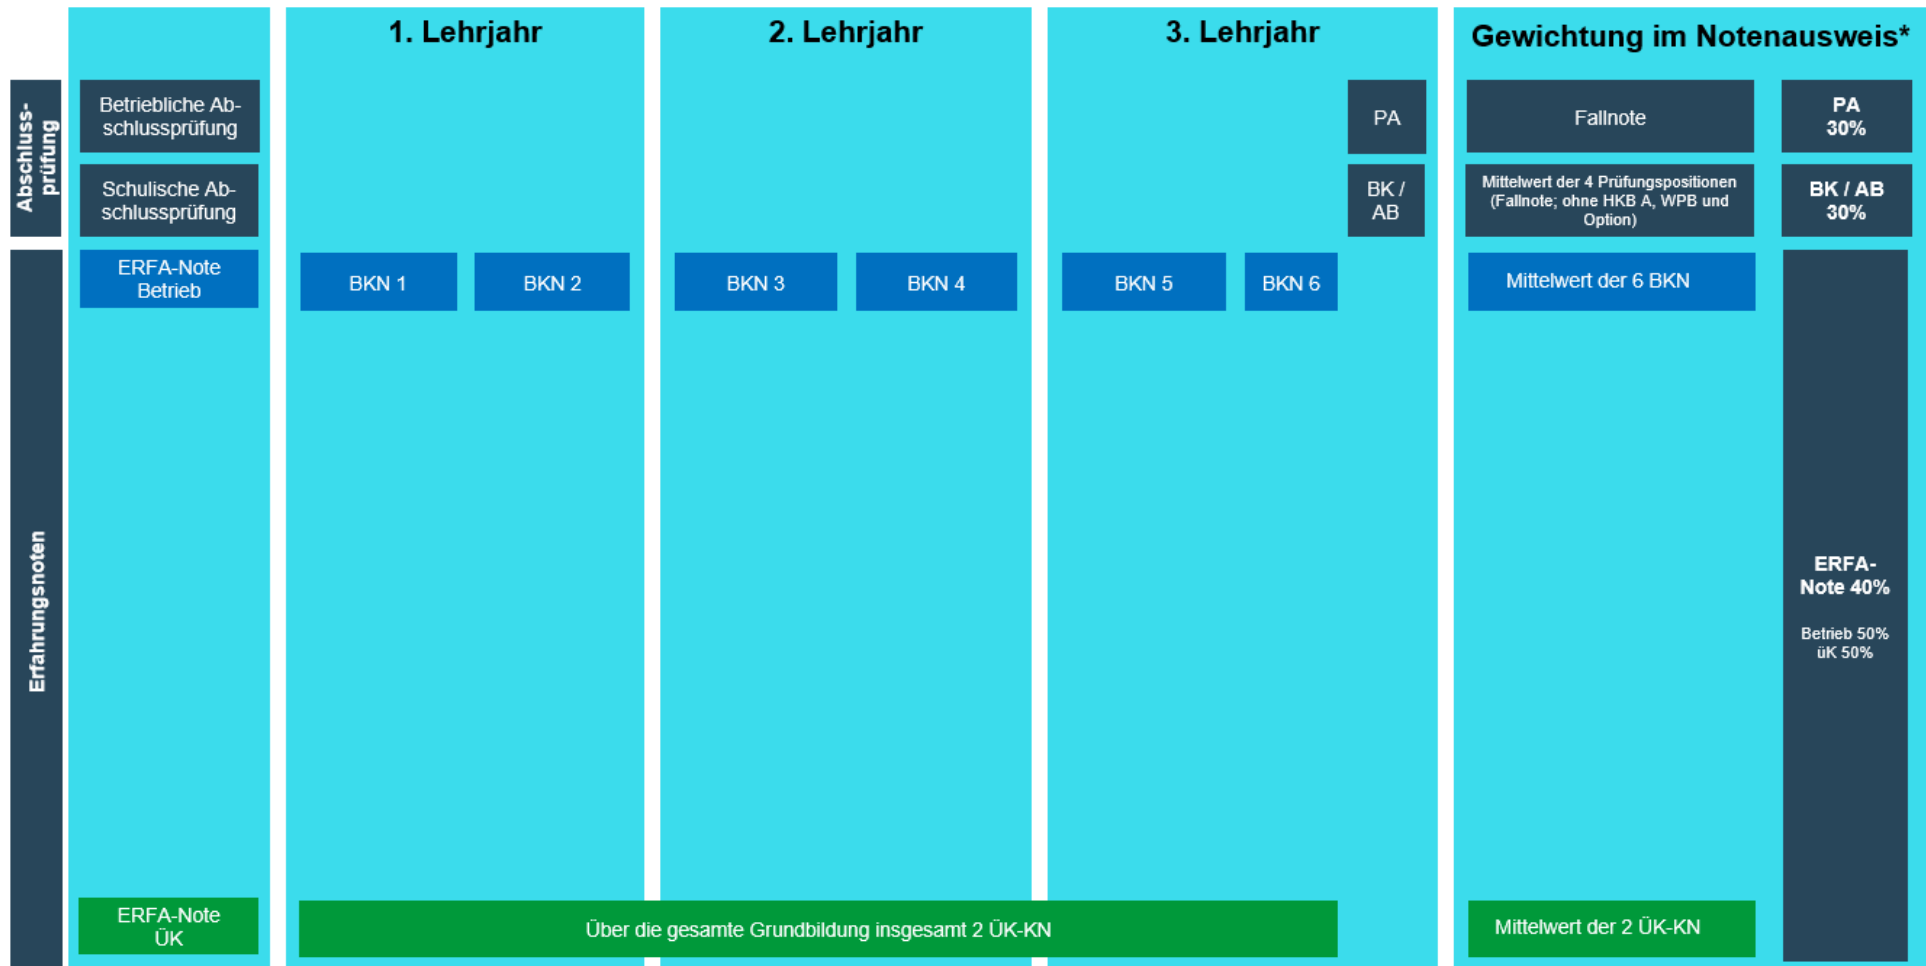 1. Lehrjahr
2. Lehrjahr
3. Lehrjahr
Gewichtung im Notenausweis*
Abschluss-
prüfung
Betriebliche Ab-
schlussprüfung
PA
Fallnote
PA
30%
Schulische Ab-
schlussprüfung
BK /
AB
Mittelwert der 4 Prüfungspositionen
(Fallnote; ohne HKB A, WPB und
Option)
BK / AB
30%
Erfahrungsnoten
ERFA-Note
Betrieb
BKN 1
BKN 2
BKN 3
BKN 4
BKN 5
BKN 6
Mittelwert der 6 BKN
ERFA-
Note 40%
Betrieb 50%
üK 50%
ERFA-Note
ÜK
Über die gesamte Grundbildung insgesamt 2 ÜK-KN
Mittelwert der 2 ÜK-KN